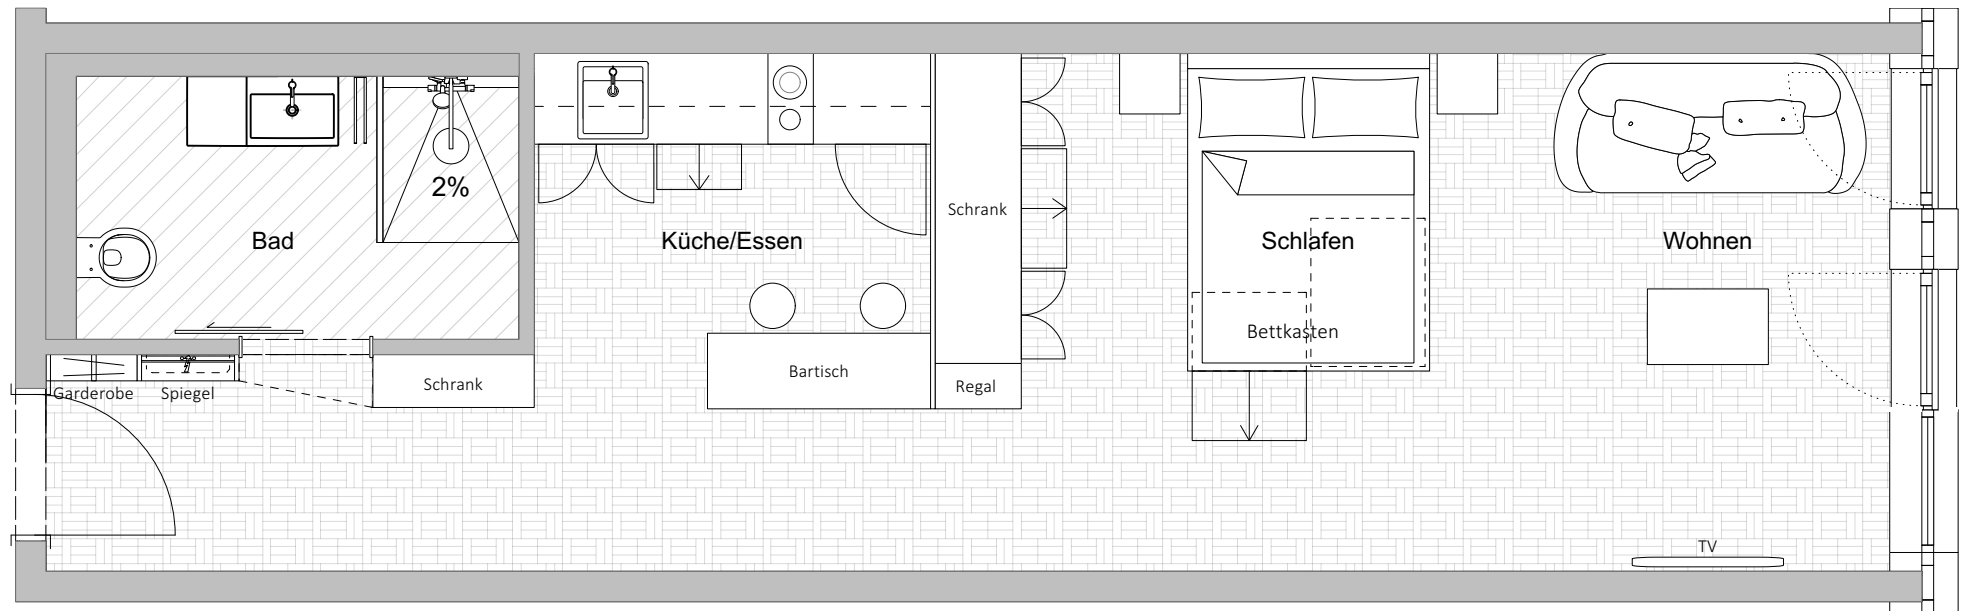 2%
Bad
Küche/Essen
Schrank
Schlafen
Wohnen
Bettkasten
Garderobe
Spiegel
Schrank
Bartisch
Regal
TV